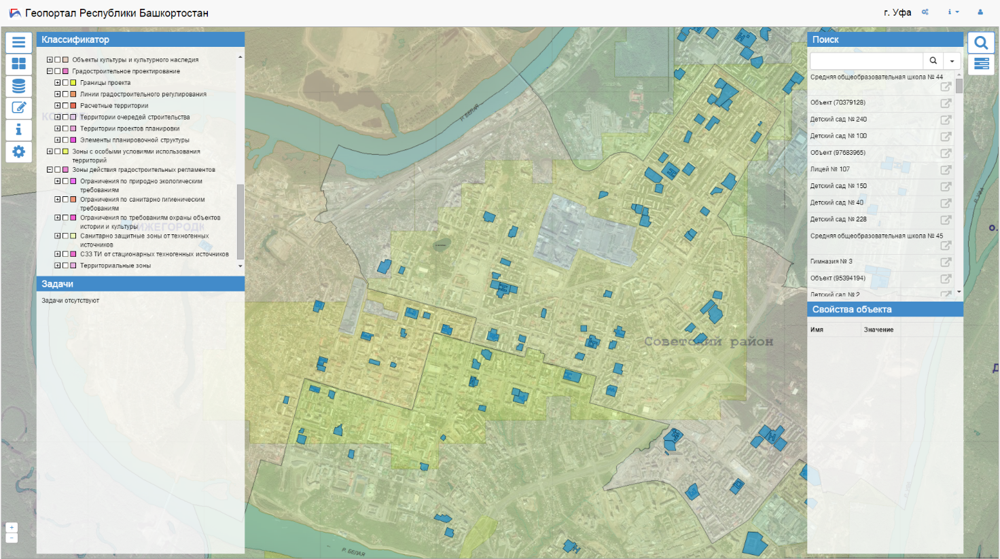 Геопортал Республики Башкортостан
г. Уфа
Классификатор
Объекты культуры и культурного наследия
Градостроительное проектирование
Границы проекта
Линии градостроительного регулирования
Расчетные территории
Территории очередей строительства
Территории проектов планировки
Элементы планировочной структуры
Зоны с особыми условиями использования
территорий
Зоны действия градостроительных регламентов
Ограничения по природно экологическим
требованиям
Ограничения по санитарно гигиеническим
требованиям
Ограничения по требованиям охраны объектов
истории и культуры
Санитарно защитные зоны от техногенных
источников
СЗЗ ТИ от стационарных техногенных источников
Территориальные зоны
Задачи
Задачи отсутствуют
р. БЕЛАЯ
Советский район
р. БЕЛАЯ
Поиск
Средняя общеобразовательная школа № 44
Объект (70379128)
Детский сад № 240
Детский сад № 100
Объект (97683965)
Лицей № 107
Детский сад № 150
Детский сад № 40
Детский сад № 228
Средняя общеобразовательная школа № 45
Гимназия № 3
Объект (95394194)
Детский сад № 2
Свойства объекта
Имя Значение
р. УФА
о.